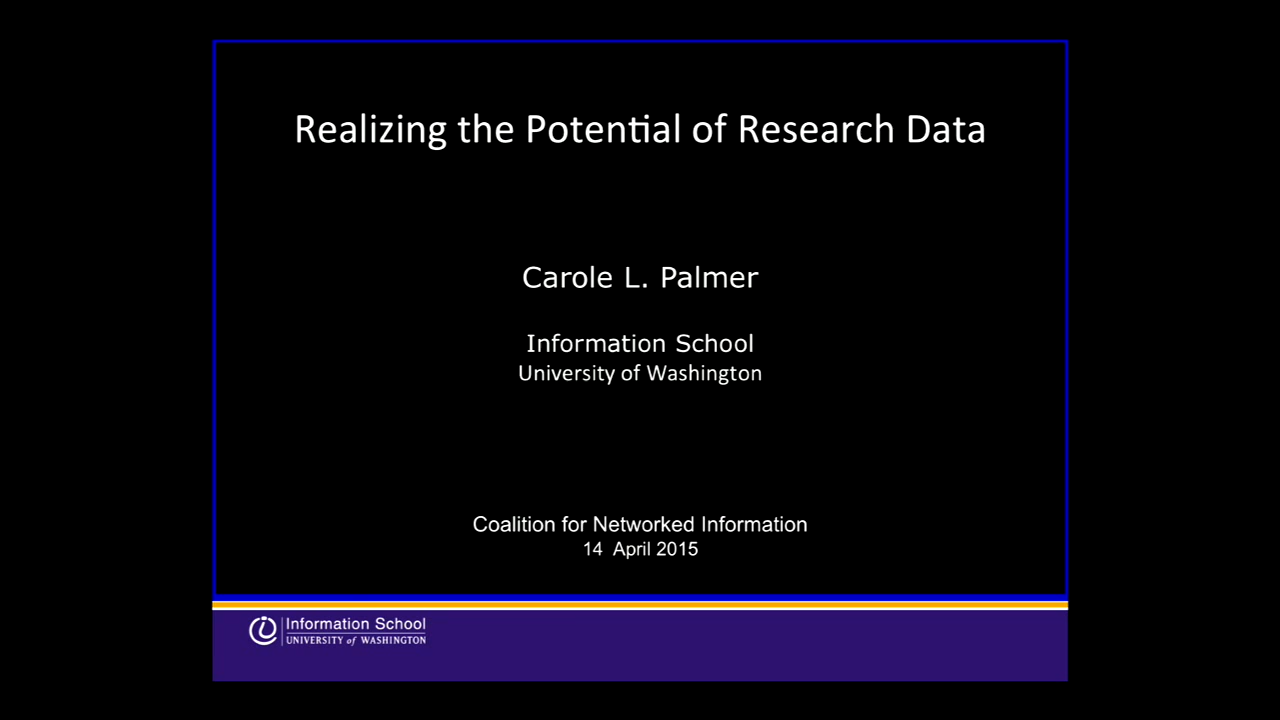 Realizing the Potential of Research Data
Carole L. Palmer
Information School
University of Washington
Coalition for Networked Information
14 April 2015
Information School
UNIVERSITY of WASHINGTON